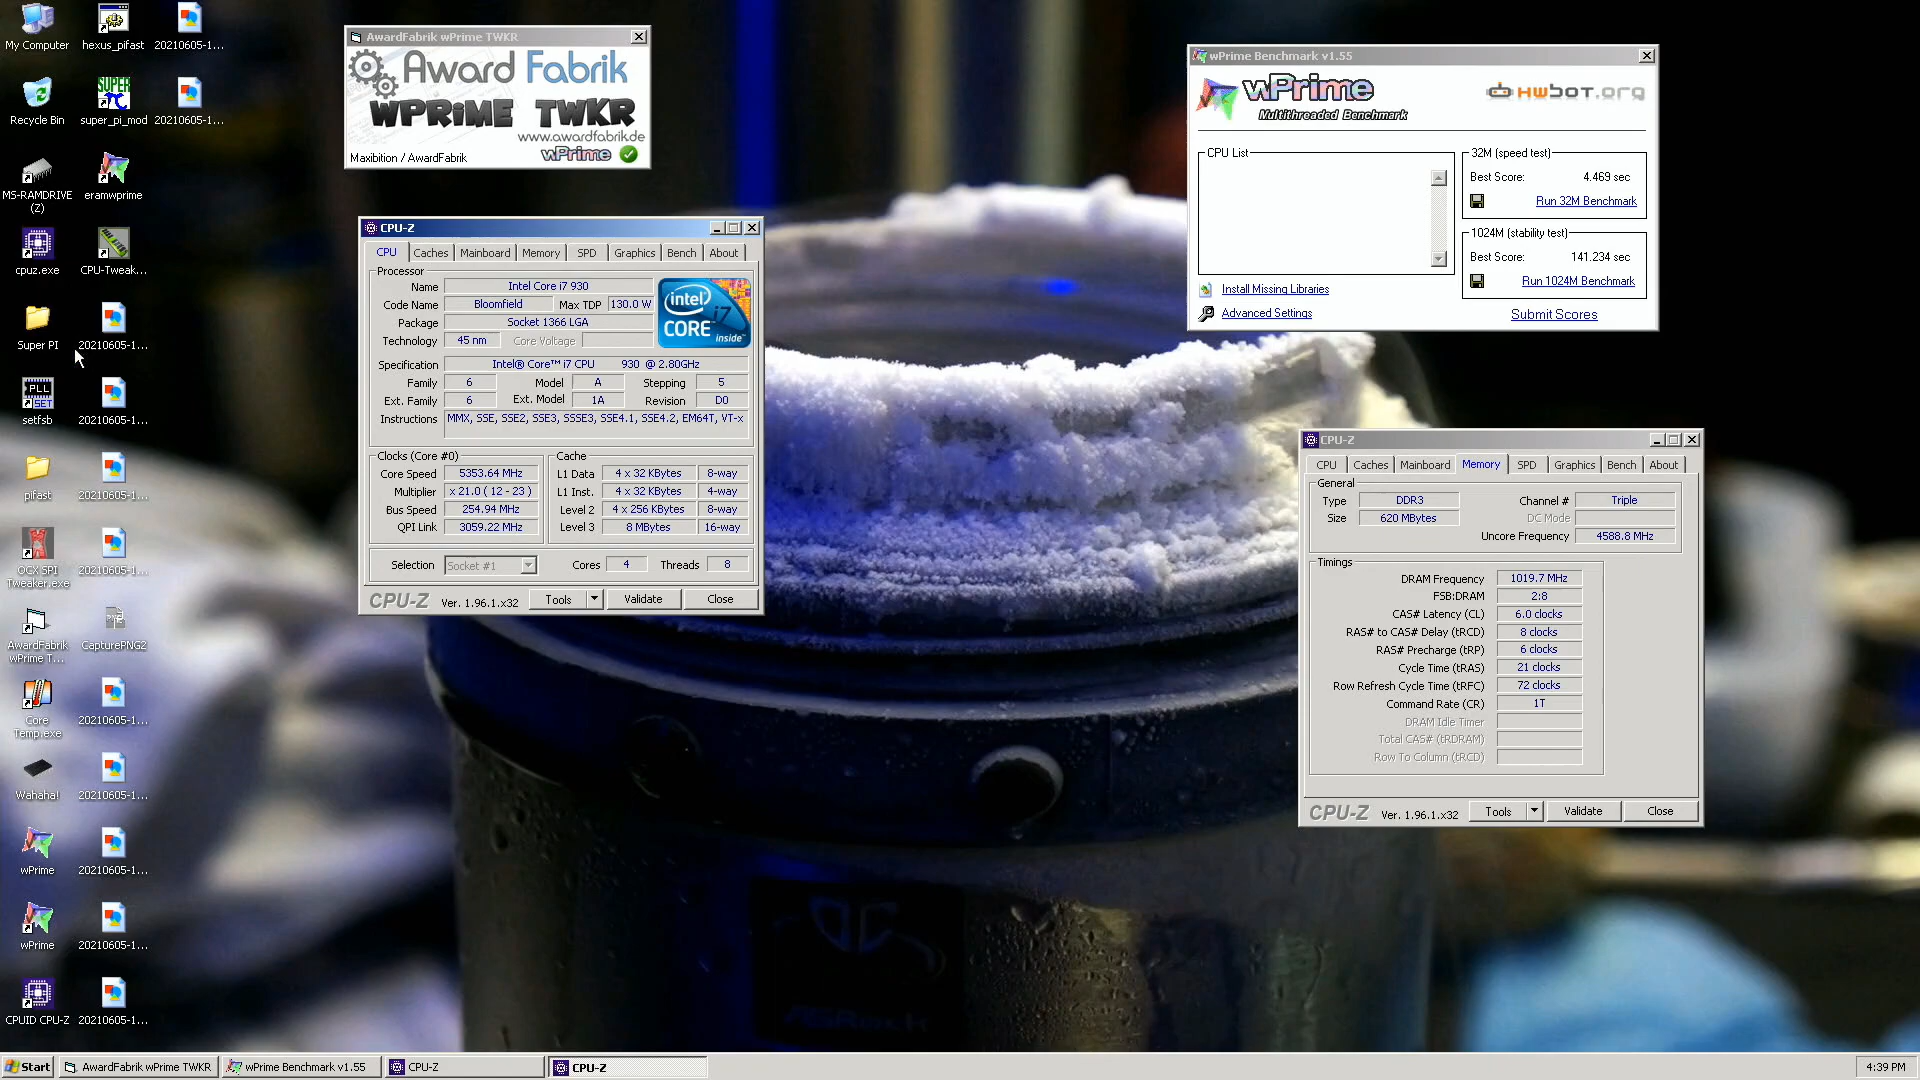 My Computer
hexus_pifast
20210605-1...
Recycle Bin
super_pi_mod
20210605-1...
MS-RAMDRIVE
(Z)
eramwprime
cpuz.exe
CPU-Tweak...
Super PI
20210605-1...
PLL
SET
setfsb
20210605-1...
pifast
20210605-1...
OCX SPI
Tweaker.exe
20210605-1...
AwardFabrik
wPrime T...
CapturePNG2
Core
Temp.exe
20210605-1...
Wahaha!
20210605-1...
wPrime
20210605-1...
wPrime
20210605-1...
CPUID CPU-Z
20210605-1...
AwardFabrik wPrime TWKR
Award Fabrik
WPRiME TWKR
www.awardfabrik.de
Maxibition / AwardFabrik
wPrime
CPU-Z
CPU Caches Mainboard Memory SPD Graphics Bench About
Processor
Name Intel Core i7 930
Code Name Bloomfield Max TDP 130.0 W
Package Socket 1366 LGA
Technology 45 nm Core Voltage
intel
CORE i7
inside™
Specification Intel® Core™ i7 CPU 930 @ 2.80GHz
Family 6 Model A Stepping 5
Ext. Family 6 Ext. Model 1A Revision D0
Instructions MMX, SSE, SSE2, SSE3, SSSE3, SSE4.1, SSE4.2, EM64T, VT-x
Clocks (Core #0)
Core Speed 5353.64 MHz
Multiplier x 21.0 ( 12 - 23 )
Bus Speed 254.94 MHz
QPI Link 3059.22 MHz
Cache
L1 Data 4 x 32 KBytes 8-way
L1 Inst. 4 x 32 KBytes 4-way
Level 2 4 x 256 KBytes 8-way
Level 3 8 MBytes 16-way
Selection Socket #1 Cores 4 Threads 8
CPU-Z Ver. 1.96.1.x32 Tools Validate Close
wPrime Benchmark v1.55
wPrime
Multithreaded Benchmark
HWBOT.ORG
CPU List
32M (speed test)
Best Score: 4.469 sec
Run 32M Benchmark
1024M (stability test)
Best Score: 141.234 sec
Run 1024M Benchmark
Install Missing Libraries
Advanced Settings
Submit Scores
CPU-Z
CPU Caches Mainboard Memory SPD Graphics Bench About
General
Type DDR3 Channel # Triple
Size 620 MBytes DC Mode
Uncore Frequency 4588.8 MHz
Timings
DRAM Frequency 1019.7 MHz
FSB:DRAM 2:8
CAS# Latency (CL) 6.0 clocks
RAS# to CAS# Delay (tRCD) 8 clocks
RAS# Precharge (tRP) 6 clocks
Cycle Time (tRAS) 21 clocks
Row Refresh Cycle Time (tRFC) 72 clocks
Command Rate (CR) 1T
DRAM Idle Timer
Total CAS# (tRDRAM)
Row To Column (tRCD)
CPU-Z Ver. 1.96.1.x32 Tools Validate Close
ASRock
Start AwardFabrik wPrime TWKR wPrime Benchmark v1.55 CPU-Z CPU-Z 4:39 PM